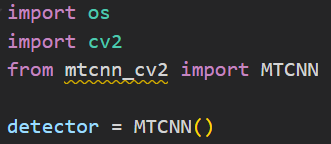 import os
import cv2
from mtcnn_cv2 import MTCNN
detector = MTCNN()